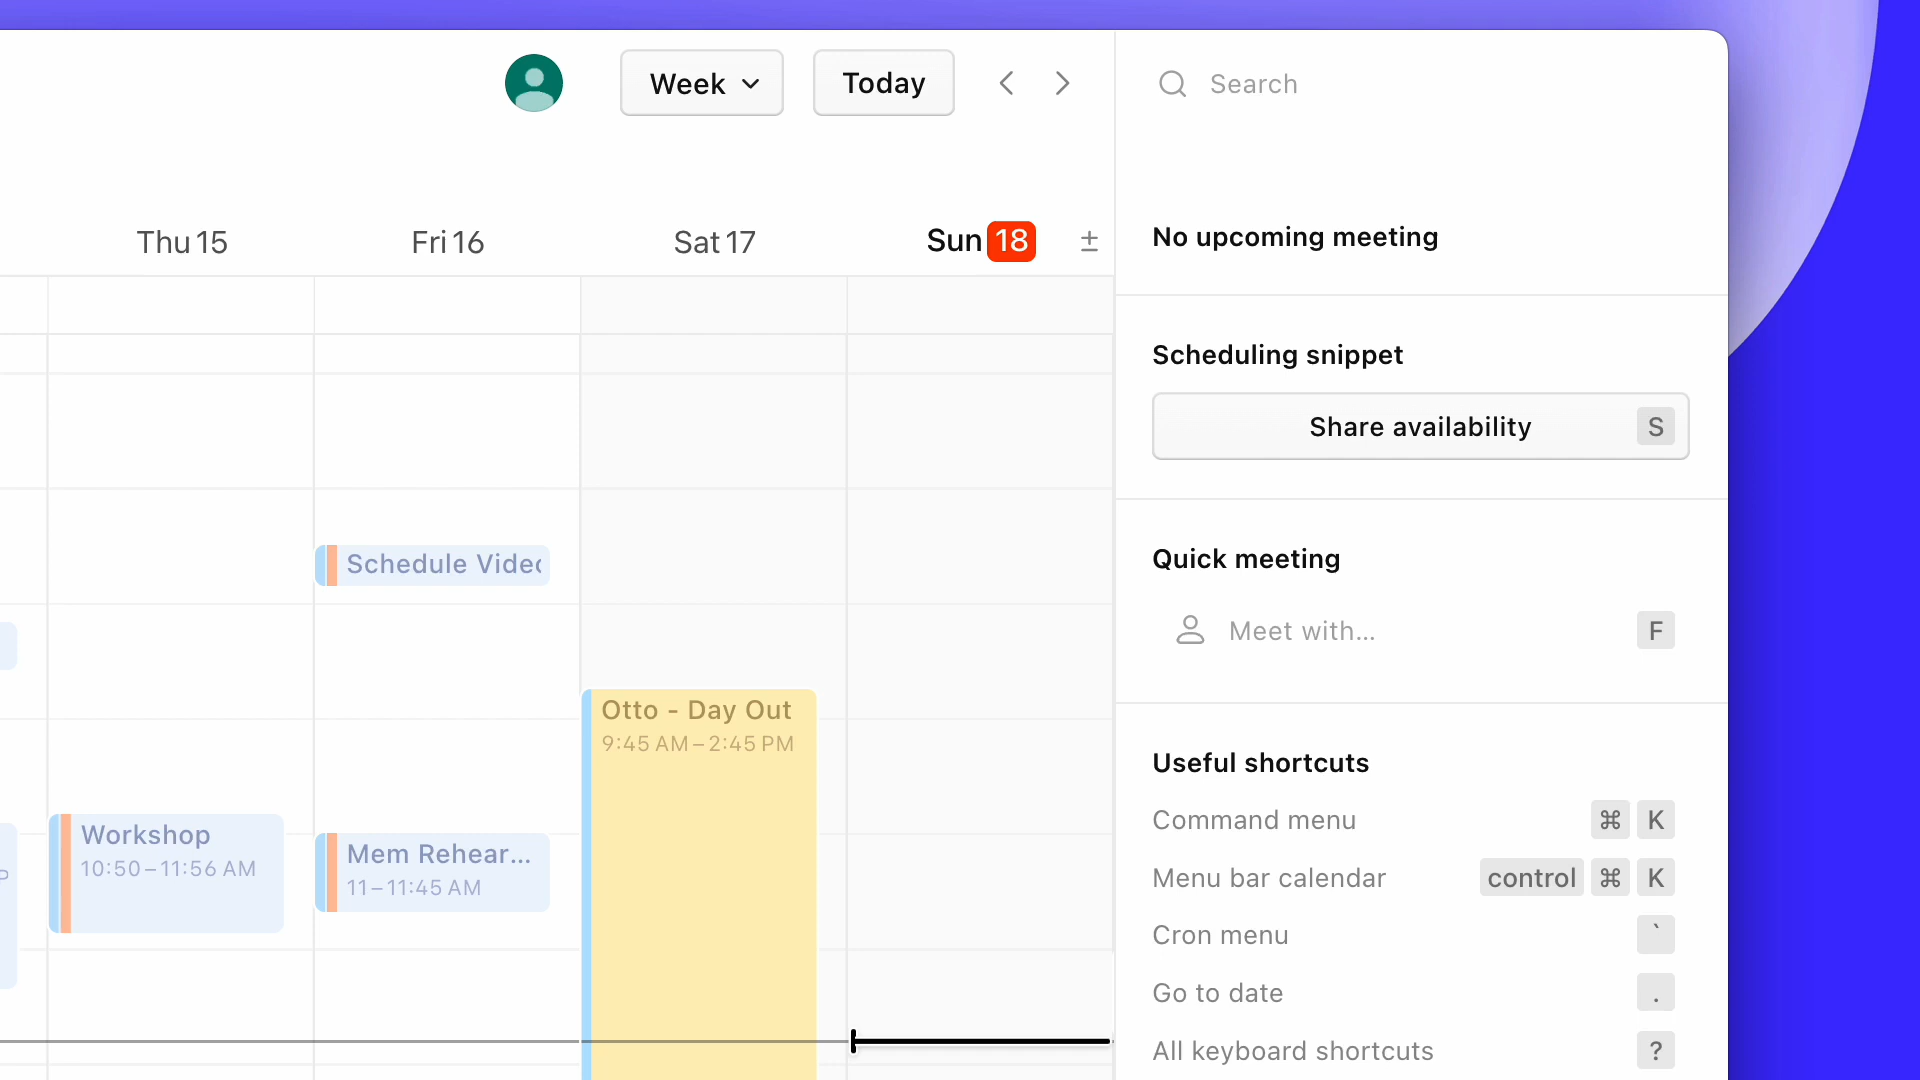 Week
Today
Search
Thu 15
Fri 16
Sat 17
Sun 18
±
No upcoming meeting
Scheduling snippet
Share availability
S
Schedule Video
Quick meeting
Meet with...
F
Otto - Day Out
9:45 AM – 2:45 PM
Workshop
10:50 – 11:56 AM
Mem Rehear...
11 – 11:45 AM
Useful shortcuts
Command menu
⌘ K
Menu bar calendar
control ⌘ K
Cron menu
`
Go to date
.
All keyboard shortcuts
?